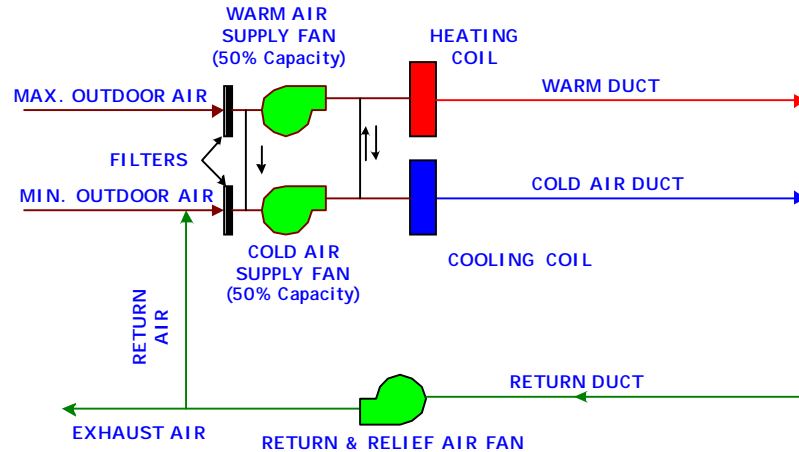 WARM AIR
SUPPLY FAN
(50% Capacity)
HEATING
COIL
MAX. OUTDOOR AIR
WARM DUCT
FILTERS
MIN. OUTDOOR AIR
COLD AIR DUCT
COLD AIR
SUPPLY FAN
(50% Capacity)
COOLING COIL
RETURN
AIR
RETURN DUCT
EXHAUST AIR
RETURN & RELIEF AIR FAN